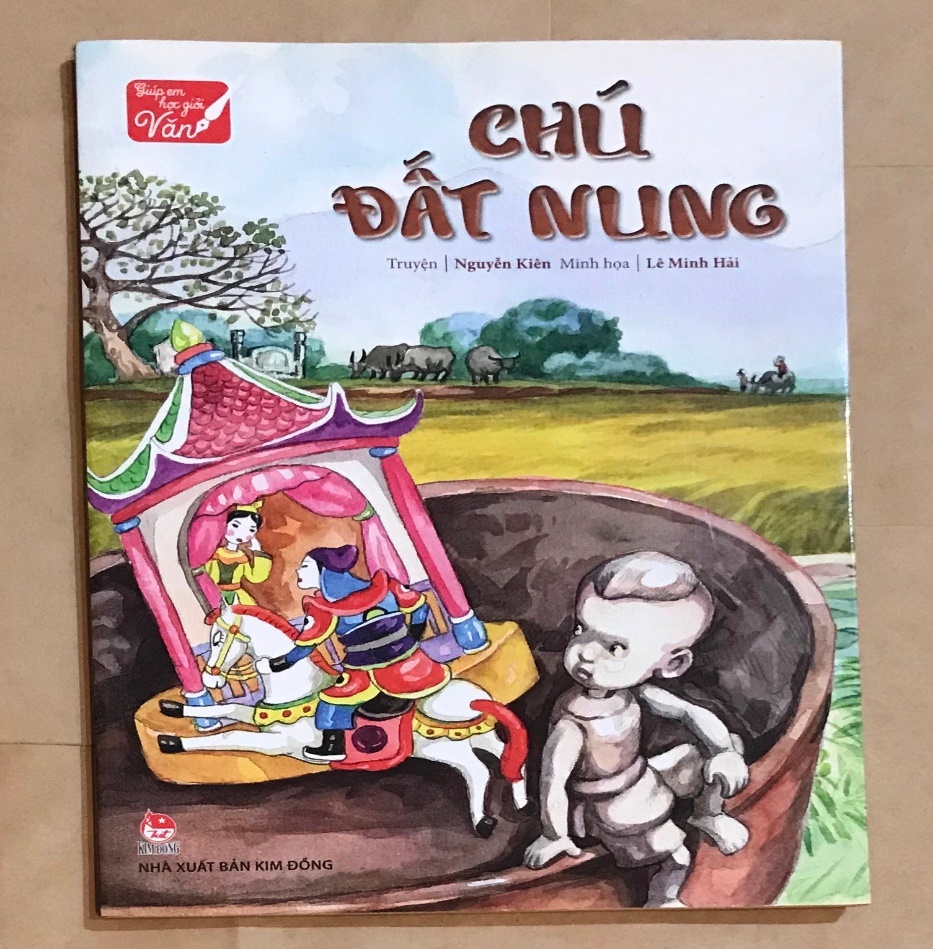 Giúp em
học giỏi
Văn
CHÚ
ĐẤT NUNG
Truyện | Nguyễn Kiên Minh họa | Lê Minh Hải
KIM ĐỒNG
NHÀ XUẤT BẢN KIM ĐỒNG